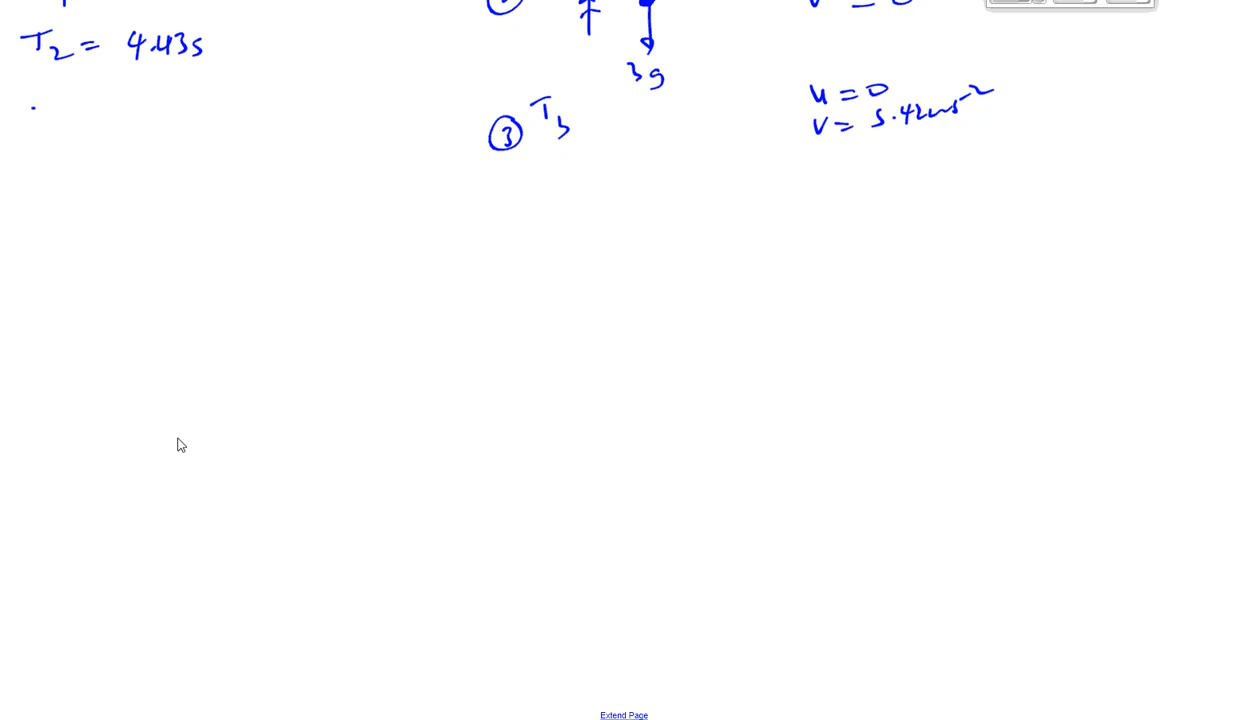 T2 = 4.43s
3g
u = 0
v = 5.42ms-2
③ T3
Extend Page